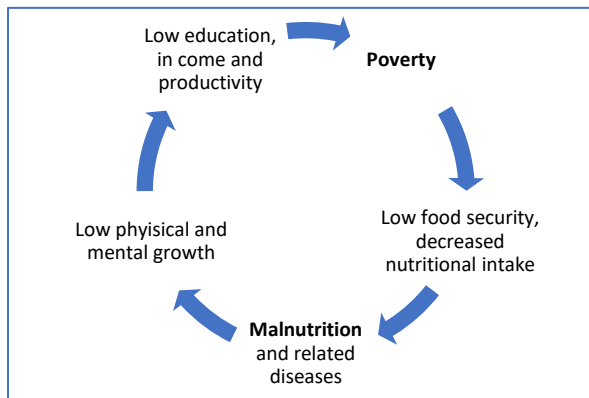 Low education,
in come and
productivity
Poverty
Low food security,
decreased
nutritional intake
Malnutrition
and related
diseases
Low phyisical and
mental growth